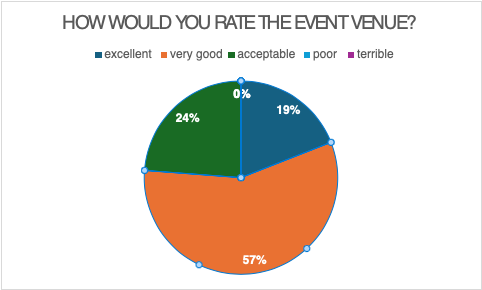 HOW WOULD YOU RATE THE EVENT VENUE?
excellent very good acceptable poor terrible
0%
19%
24%
57%